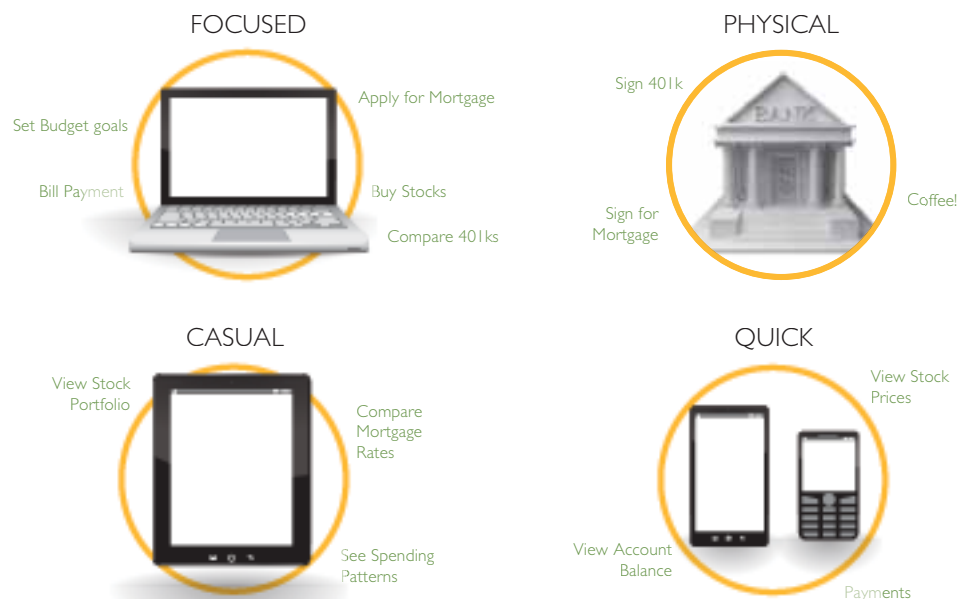 FOCUSED
Apply for Mortgage
Set Budget goals
Bill Payment
Buy Stocks
Compare 401ks
PHYSICAL
Sign 401k
BANK
Coffee!
Sign for
Mortgage
CASUAL
View Stock
Portfolio
Compare
Mortgage
Rates
See Spending
Patterns
QUICK
View Stock
Prices
View Account
Balance
Payments